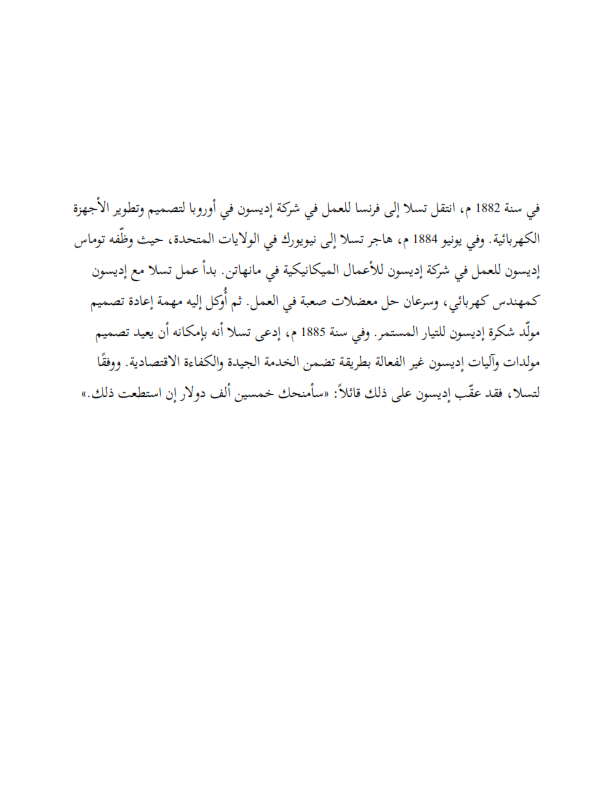 في سنة 1882 م، انتقل تسلا إلى فرنسا للعمل في شركة إديسون في أوروبا لتصميم وتطوير الأجهزة
الكهربائية. وفي يونيو 1884 م، هاجر تسلا إلى نيويورك في الولايات المتحدة، حيث وظّفه توماس
إديسون للعمل في شركة إديسون للأعمال الميكانيكية في مانهاتن. بدأ عمل تسلا مع إديسون
كمهندس كهربائي، وسرعان حل معضلات صعبة في العمل. ثم أُوكل إليه مهمة إعادة تصميم
مولّد شكرة إديسون للتيار المستمر. وفي سنة 1885 م، إدعى تسلا أنه بإمكانه أن يعيد تصميم
مولدات وآليات إديسون غير الفعالة بطريقة تضمن الخدمة الجيدة والكفاءة الاقتصادية. ووفقًا
لتسلا، فقد عقّب إديسون على ذلك قائلاً: «سأمنحك خمسين ألف دولار إن استطعت ذلك.»